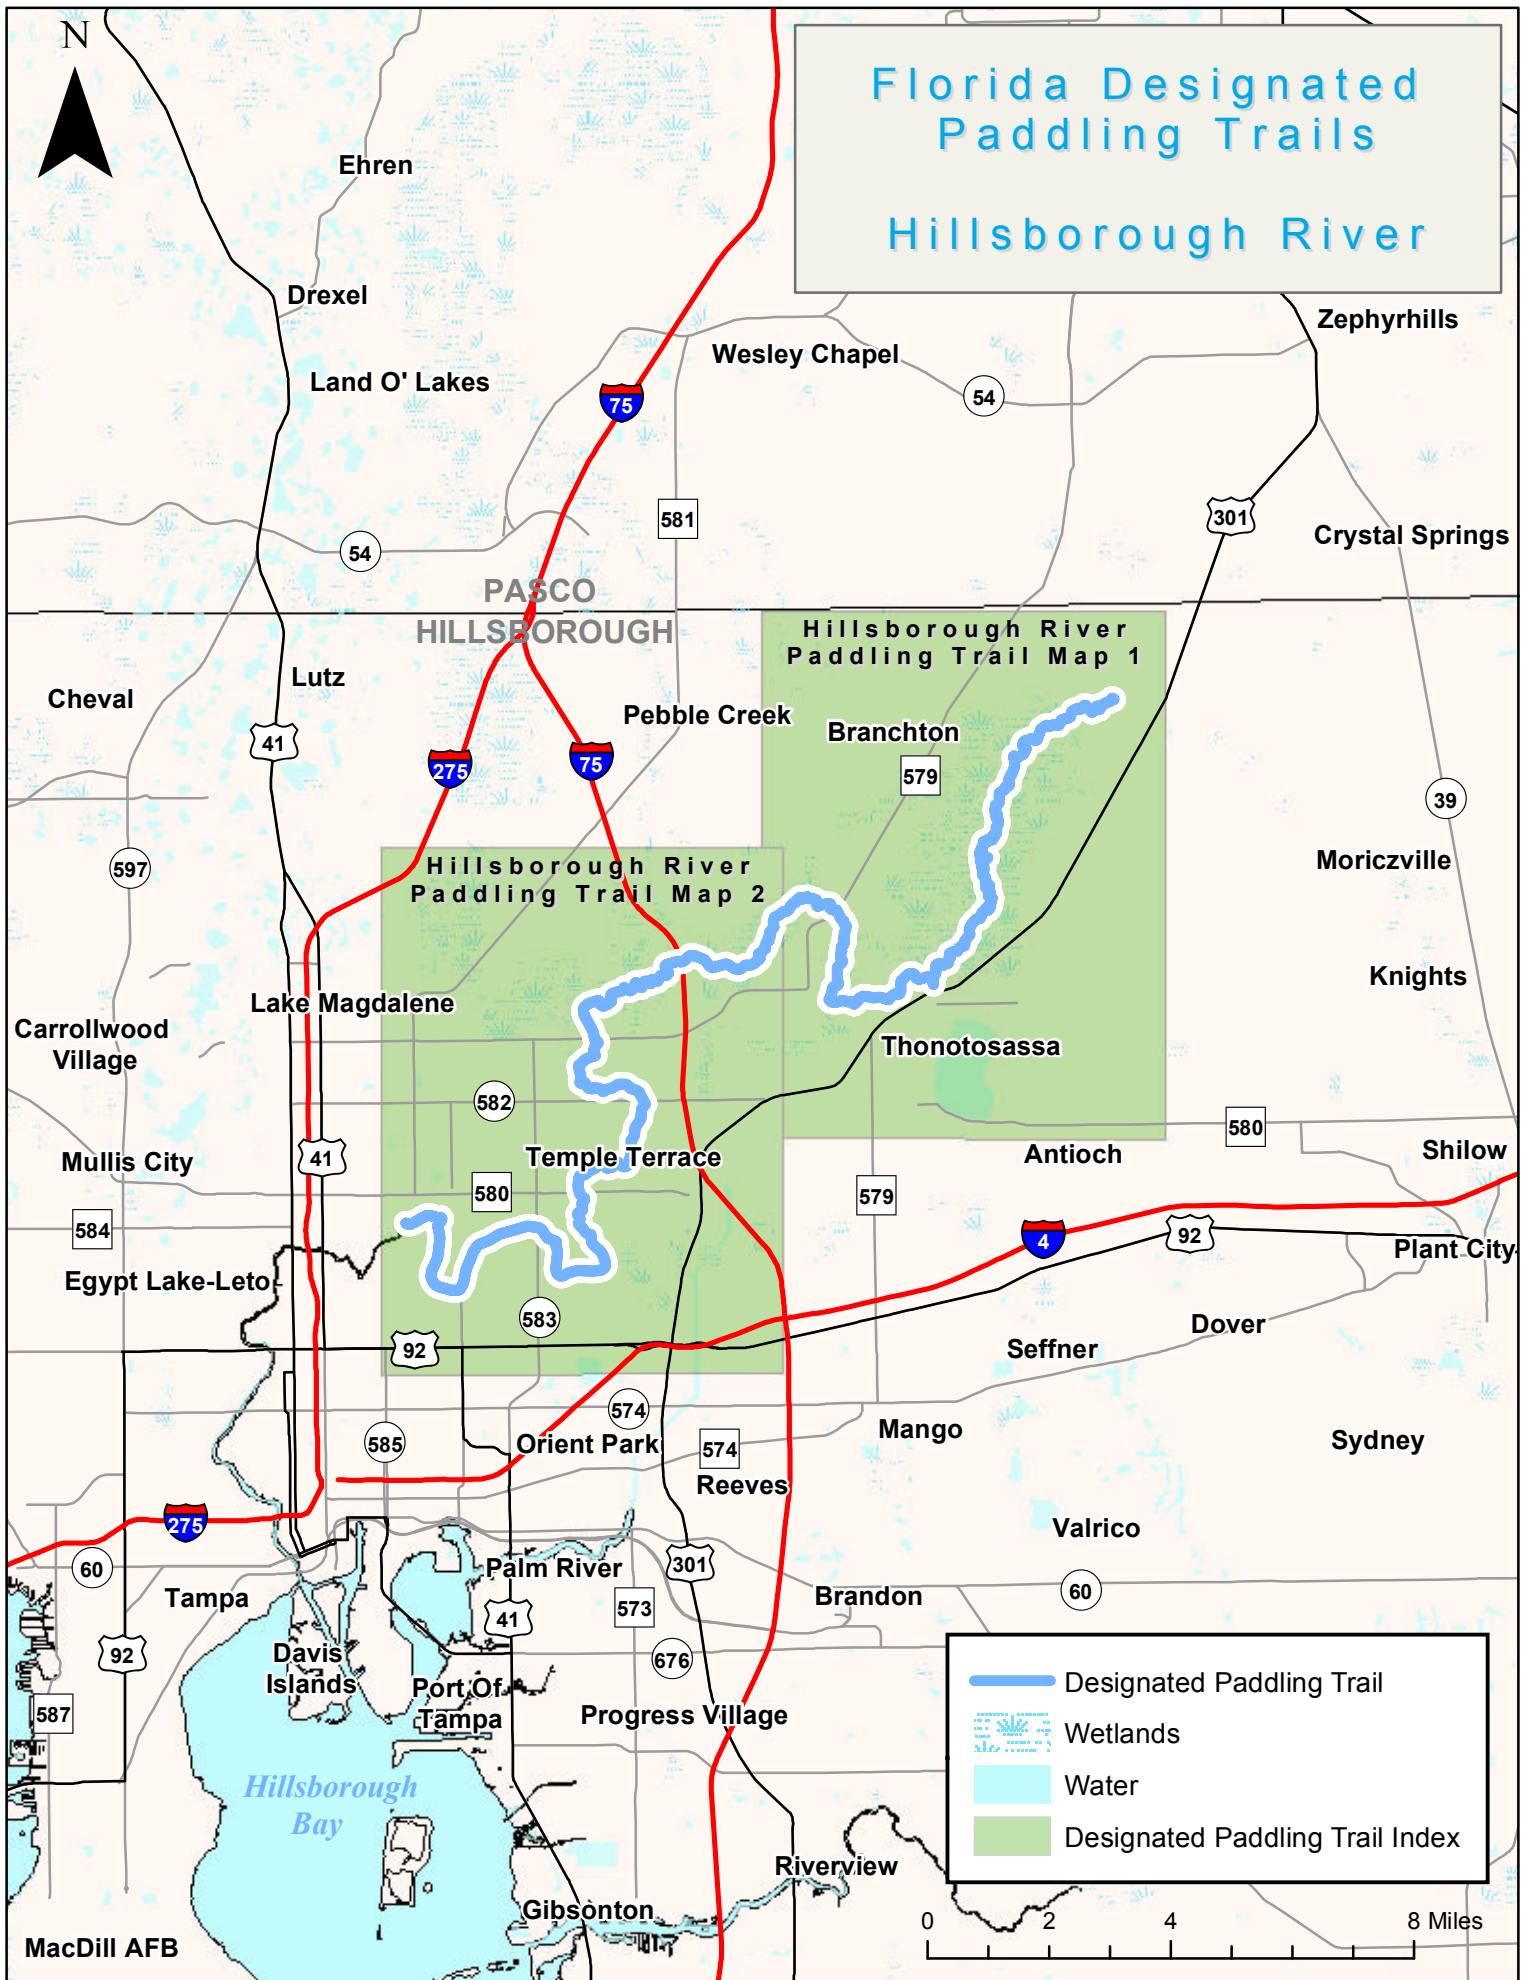 N
Florida Designated
Paddling Trails
Hillsborough River
Ehren
Drexel
Zephyrhills
Wesley Chapel
Land O' Lakes
75
54
581
301
Crystal Springs
54
PASCO
HILLSBOROUGH
Hillsborough River
Paddling Trail Map 1
Lutz
Cheval
Pebble Creek
Branchton
41
275
75
579
39
597
Hillsborough River
Paddling Trail Map 2
Moriczville
Knights
Lake Magdalene
Carrollwood
Village
Thonotosassa
582
580
41
Mullis City
Temple Terrace
Antioch
Shilow
580
579
584
4
92
Plant City
Egypt Lake-Leto
583
92
Dover
Seffner
574
585
Orient Park
574
Mango
Sydney
Reeves
275
Valrico
60
Palm River
301
Tampa
573
Brandon
60
41
92
Davis
Islands
676
Port Of
Tampa
587
Progress Village
Designated Paddling Trail
Wetlands
Water
Designated Paddling Trail Index
Hillsborough
Bay
Riverview
Gibsonton
MacDill AFB
0 2 4 8 Miles